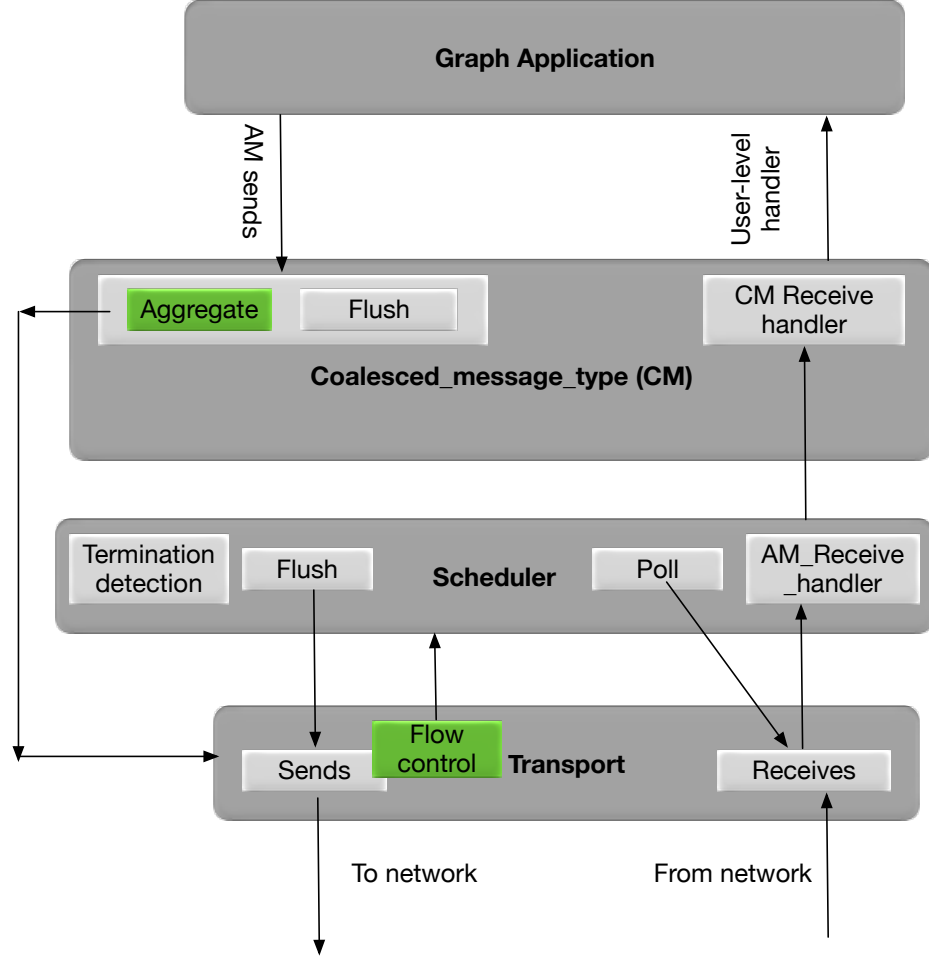 Graph Application
AM sends
User-level
handler
Aggregate
Flush
CM Receive
handler
Coalesced_message_type (CM)
Termination
detection
Flush
Scheduler
Poll
AM_Receive
_handler
Flow
control
Sends
Transport
Receives
To network
From network